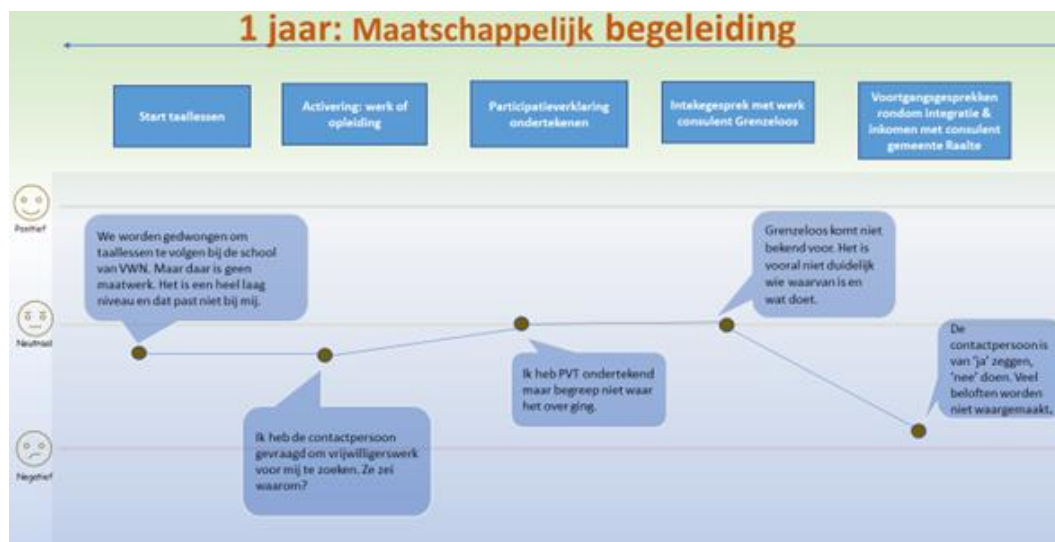 1 jaar: Maatschappelijk begeleiding
Start taallessen
Activering: werk of
opleiding
Participatieverklaring
ondertekenen
Intakegesprek met werk
consulent Grenzeloos
Voortgangsgesprekken
rondom integratie &
inkomen met consulent
gemeente Raalte
Positief
We worden gedwongen om
taallessen te volgen bij de school
van VWN. Maar daar is geen
maatwerk. Het is een heel laag
niveau en dat past niet bij mij.
Grenzeloos komt niet
bekend voor. Het is
vooral niet duidelijk
wie waarvan is en
wat doet.
Neutraal
Ik heb PVT ondertekend
maar begreep niet waar
het over ging.
De
contactpersoon is
van 'ja' zeggen,
'nee' doen. Veel
beloften worden
niet waargemaakt.
Ik heb de contactpersoon
gevraagd om vrijwilligerswerk
voor mij te zoeken. Ze zei
waarom?
Negatief